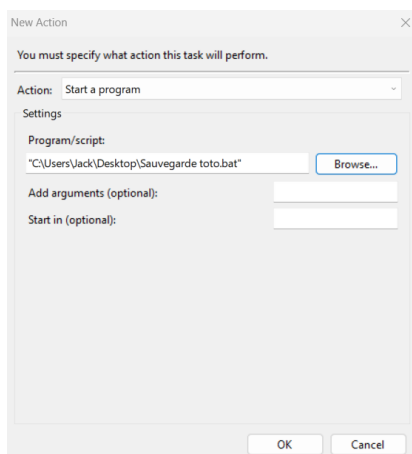 New Action
You must specify what action this task will perform.
Action: Start a program
Settings
Program/script:
"C:\Users\Jack\Desktop\Sauvegarde toto.bat" Browse...
Add arguments (optional):
Start in (optional):
OK Cancel